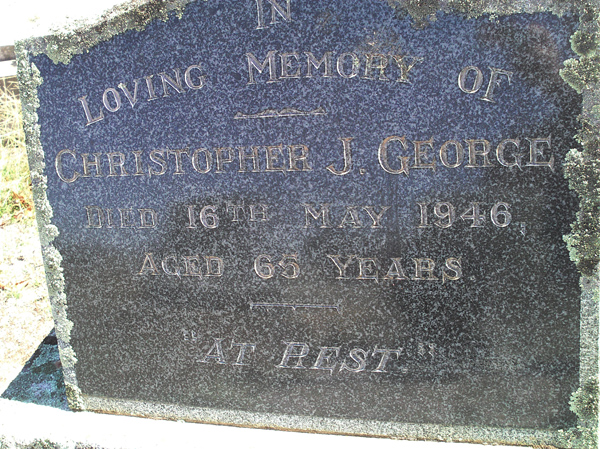 IN
LOVING MEMORY OF
CHRISTOPHER J. GEORGE
DIED 16TH MAY 1946,
AGED 65 YEARS
"AT REST."